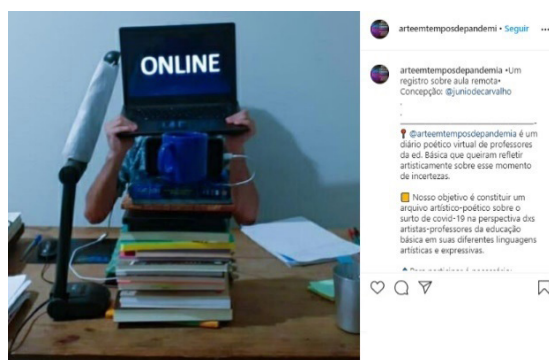 ONLINE
arteemtemposdepandemi • Seguir ...
arteemtemposdepandemia •Um
registro sobre aula remota•
Concepção: @juniodecarvalho
.
.
@arteemtemposdepandemia é um
diário poético virtual de professores
da ed. Básica que queiram refletir
artisticamente sobre esse momento
de incertezas.
Nosso objetivo é constituir um
arquivo artístico-poético sobre o
surto de covid-19 na perspectiva dxs
artistas-professores da educação
básica em suas diferentes linguagens
artísticas e expressivas.